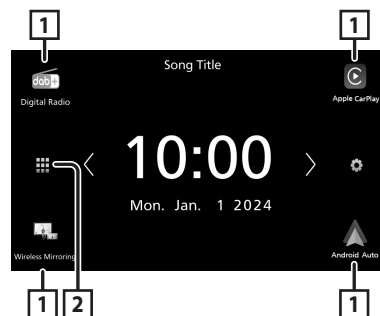 1
1
dab+
Song Title
Digital Radio
Apple CarPlay
10:00
Mon. Jan. 1 2024
Wireless Mirroring
Android Auto
1
2
1